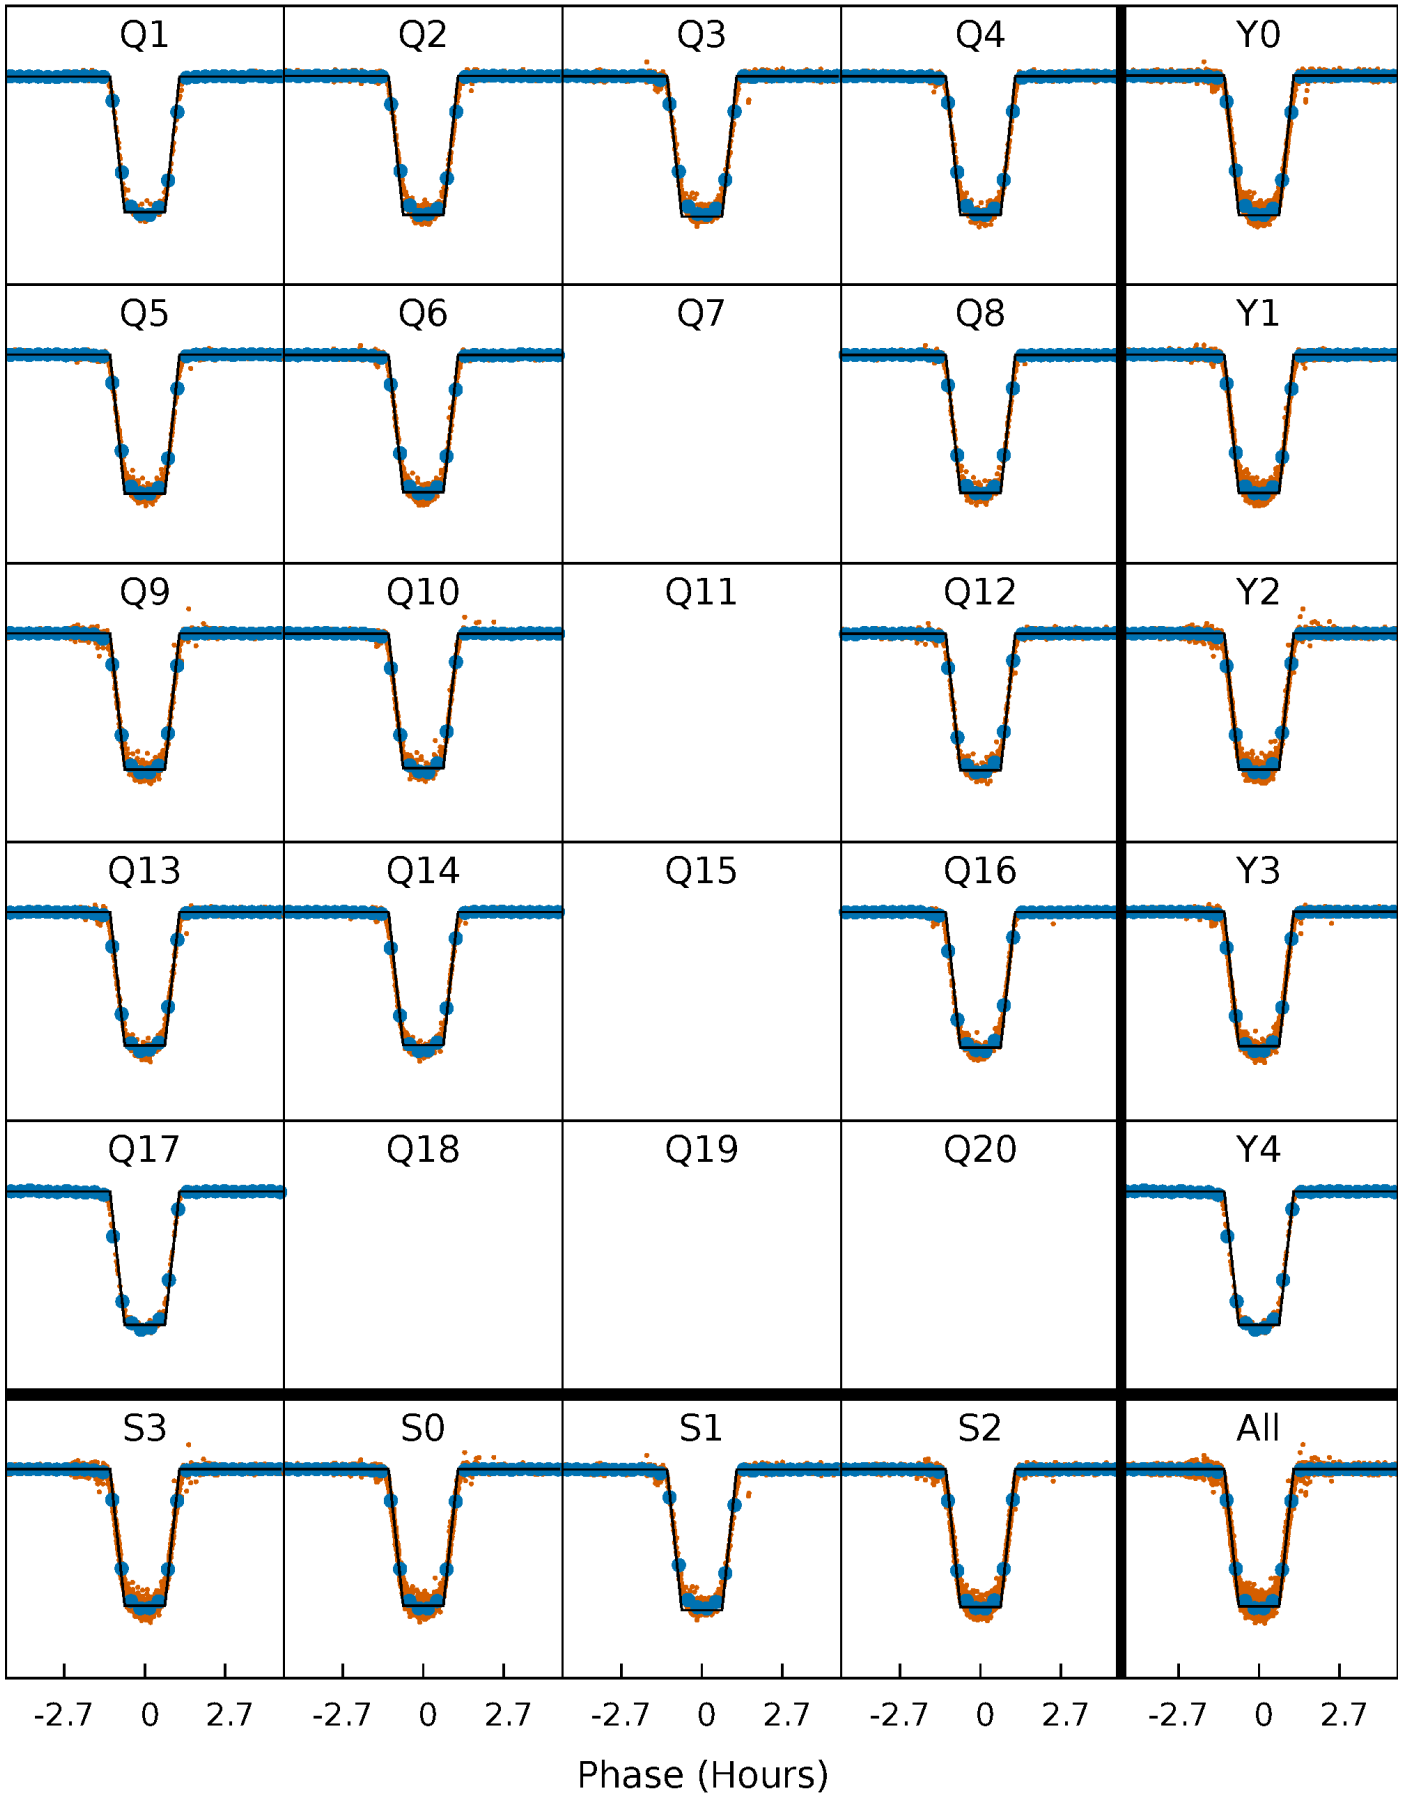 Q1 Q2 Q3 Q4 Y0
Q5 Q6 Q7 Q8 Y1
Q9 Q10 Q11 Q12 Y2
Q13 Q14 Q15 Q16 Y3
Q17 Q18 Q19 Q20 Y4
S3 S0 S1 S2 All
-2.7 0 2.7 -2.7 0 2.7 -2.7 0 2.7 -2.7 0 2.7 -2.7 0 2.7
Phase (Hours)